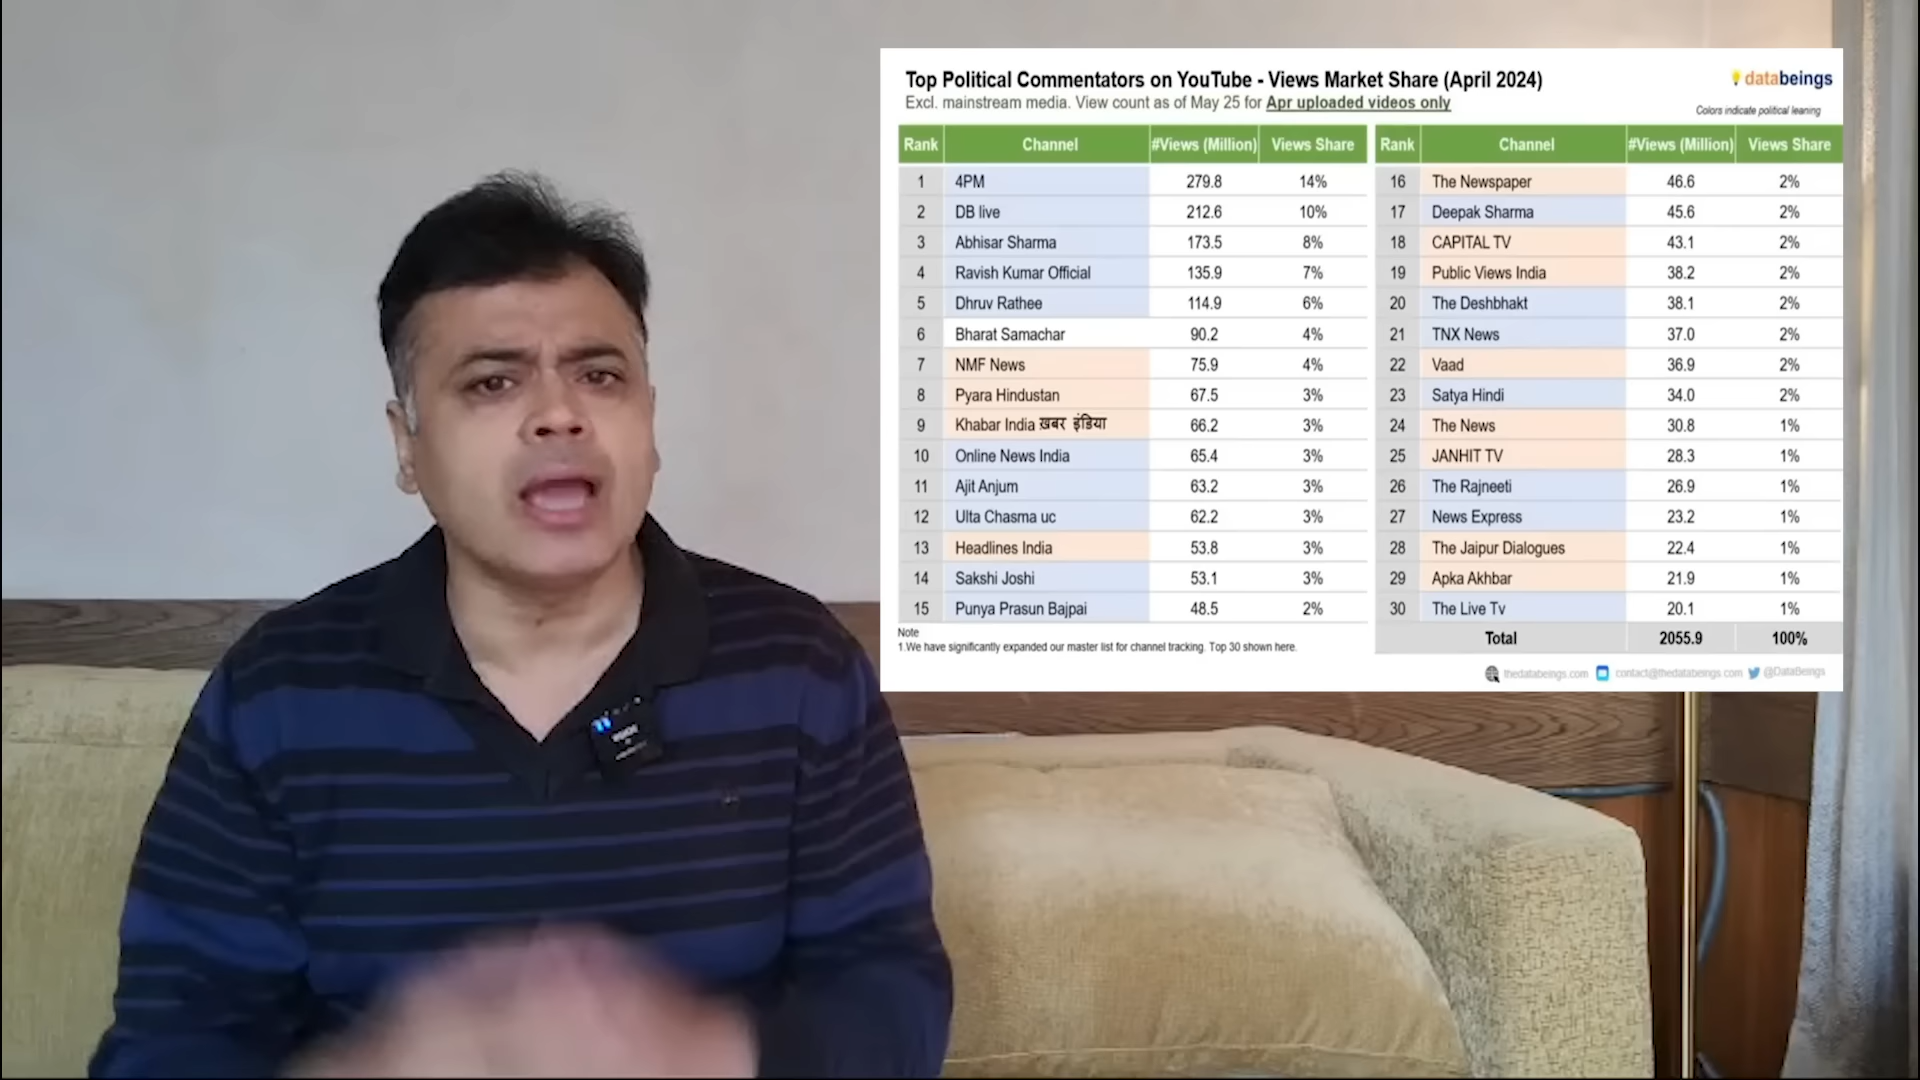 Top Political Commentators on YouTube - Views Market Share (April 2024)
databeings
Excl. mainstream media. View count as of May 25 for Apr uploaded videos only
Colors indicate political leaning
Rank Channel #Views (Million) Views Share
1 4PM 279.8 14%
2 DB live 212.6 10%
3 Abhisar Sharma 173.5 8%
4 Ravish Kumar Official 135.9 7%
5 Dhruv Rathee 114.9 6%
6 Bharat Samachar 90.2 4%
7 NMF News 75.9 4%
8 Pyara Hindustan 67.5 3%
9 Khabar India ख़बर इंडिया 66.2 3%
10 Online News India 65.4 3%
11 Ajit Anjum 63.2 3%
12 Ulta Chasma uc 62.2 3%
13 Headlines India 53.8 3%
14 Sakshi Joshi 53.1 3%
15 Punya Prasun Bajpai 48.5 2%
Rank Channel #Views (Million) Views Share
16 The Newspaper 46.6 2%
17 Deepak Sharma 45.6 2%
18 CAPITAL TV 43.1 2%
19 Public Views India 38.2 2%
20 The Deshbhakt 38.1 2%
21 TNX News 37.0 2%
22 Vaad 36.9 2%
23 Satya Hindi 34.0 2%
24 The News 30.8 1%
25 JANHIT TV 28.3 1%
26 The Rajneeti 26.9 1%
27 News Express 23.2 1%
28 The Jaipur Dialogues 22.4 1%
29 Apka Akhbar 21.9 1%
30 The Live Tv 20.1 1%
Total 2055.9 100%
Note
1.We have significantly expanded our master list for channel tracking. Top 30 shown here.
thedatabeings.com contact@thedatabeings.com @DataBeings